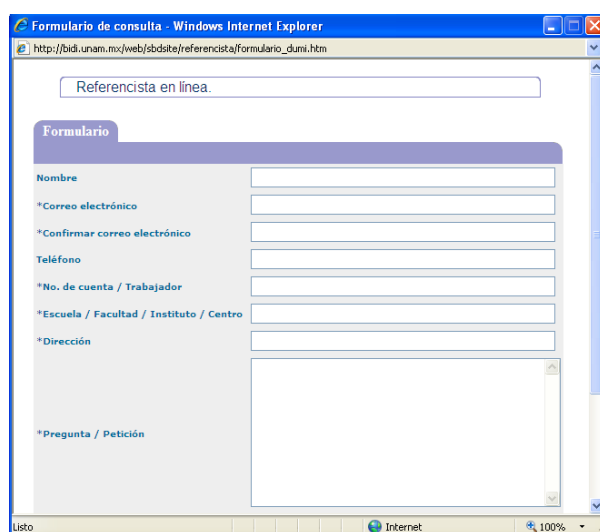 Formulario de consulta - Windows Internet Explorer
http://bidi.unam.mx/web/sbdsite/referencista/formulario_dumi.htm
Referencista en línea.
Formulario
Nombre
*Correo electrónico
*Confirmar correo electrónico
Teléfono
*No. de cuenta / Trabajador
*Escuela / Facultad / Instituto / Centro
*Dirección
*Pregunta / Petición
Listo Internet 100%